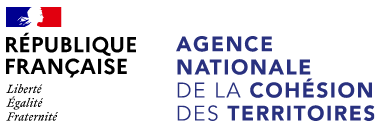 RÉPUBLIQUE
FRANÇAISE
Liberté
Égalité
Fraternité
AGENCE
NATIONALE
DE LA COHÉSION
DES TERRITOIRES